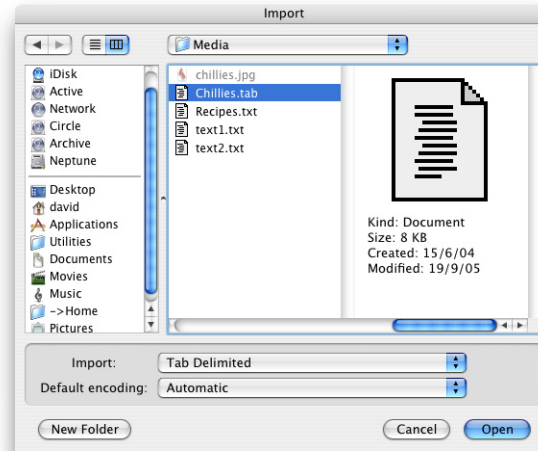 Import
Media
iDisk
Active
Network
Circle
Archive
Neptune
Desktop
david
Applications
Utilities
Documents
Movies
Music
->Home
Pictures
chillies.jpg
Chillies.tab
Recipes.txt
text1.txt
text2.txt
Kind: Document
Size: 8 KB
Created: 15/6/04
Modified: 19/9/05
Import: Tab Delimited
Default encoding: Automatic
New Folder Cancel Open